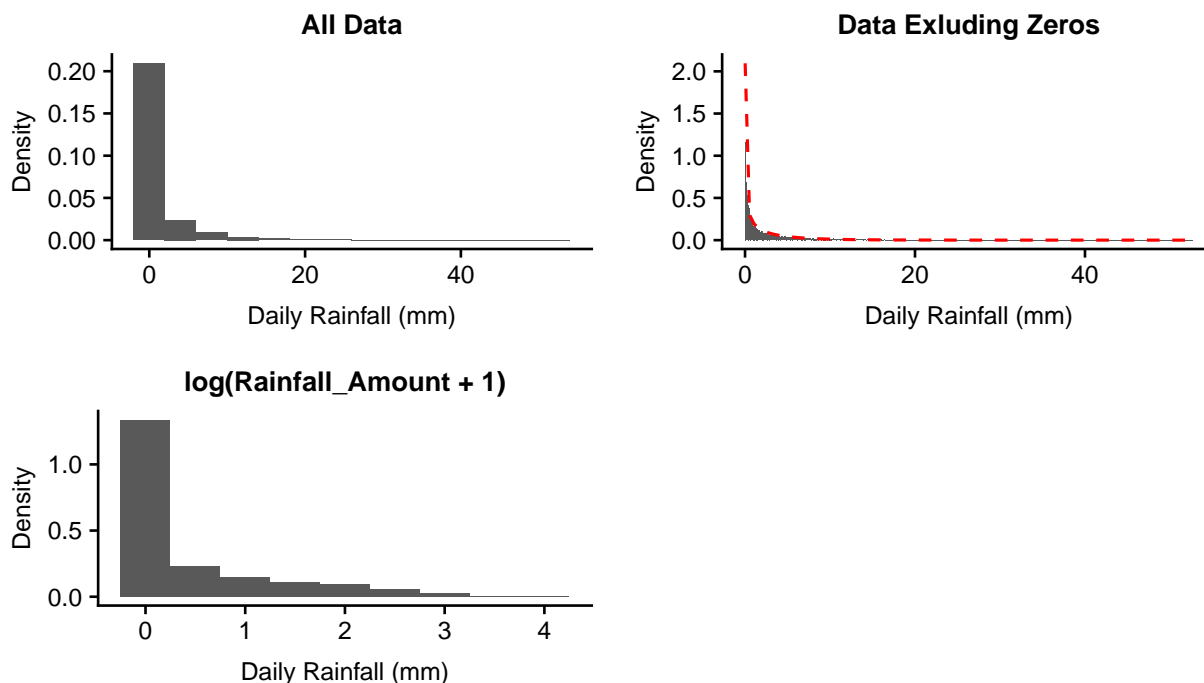 All Data
0.20
0.15
0.10
0.05
0.00
Density
0 20 40
Daily Rainfall (mm)
Data Exluding Zeros
2.0
1.5
1.0
0.5
0.0
Density
0 20 40
Daily Rainfall (mm)
log(Rainfall_Amount + 1)
1.0
0.5
0.0
Density
0 1 2 3 4
Daily Rainfall (mm)